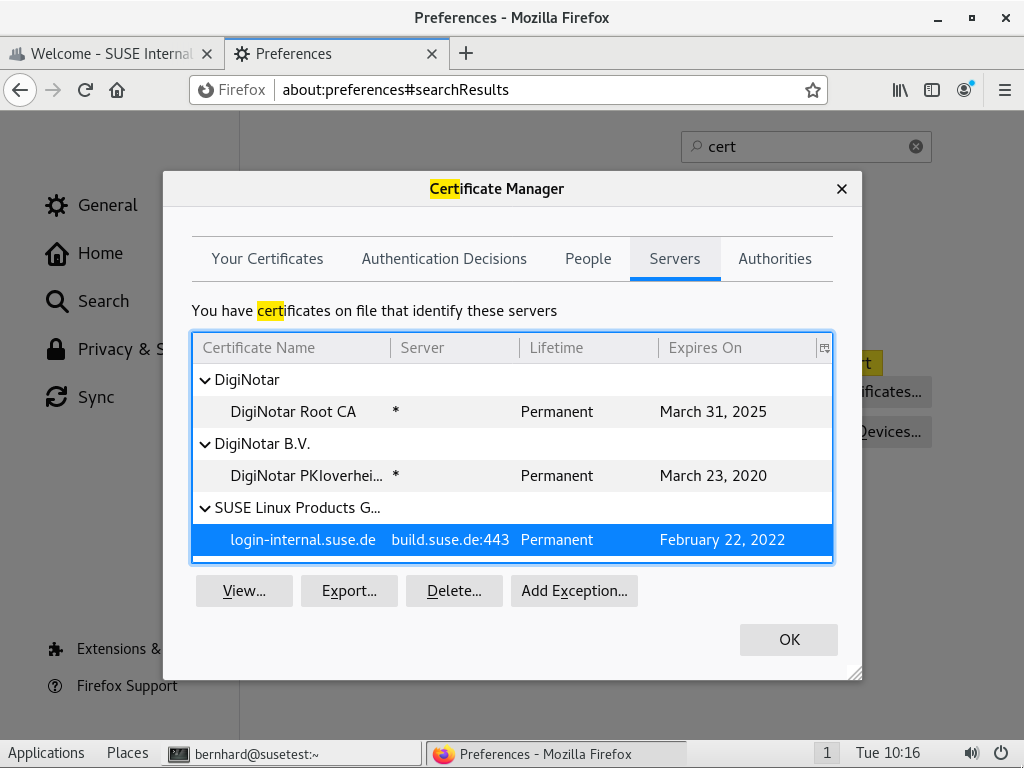 Preferences - Mozilla Firefox
Welcome - SUSE Internal
Preferences
Firefox
about:preferences#searchResults
cert
Certificate Manager
General
Home
Search
Privacy & S
Sync
Your Certificates
Authentication Decisions
People
Servers
Authorities
You have certificates on file that identify these servers
Certificate Name Server Lifetime Expires On
DigiNotar
DigiNotar Root CA * Permanent March 31, 2025
DigiNotar B.V.
DigiNotar PKIoverhei... * Permanent March 23, 2020
SUSE Linux Products G...
login-internal.suse.de build.suse.de:443 Permanent February 22, 2022
rt
ificates...
Devices...
View...
Export...
Delete...
Add Exception...
OK
Extensions &
Firefox Support
Applications
Places
bernhard@susetest:~
Preferences - Mozilla Firefox
1
Tue 10:16